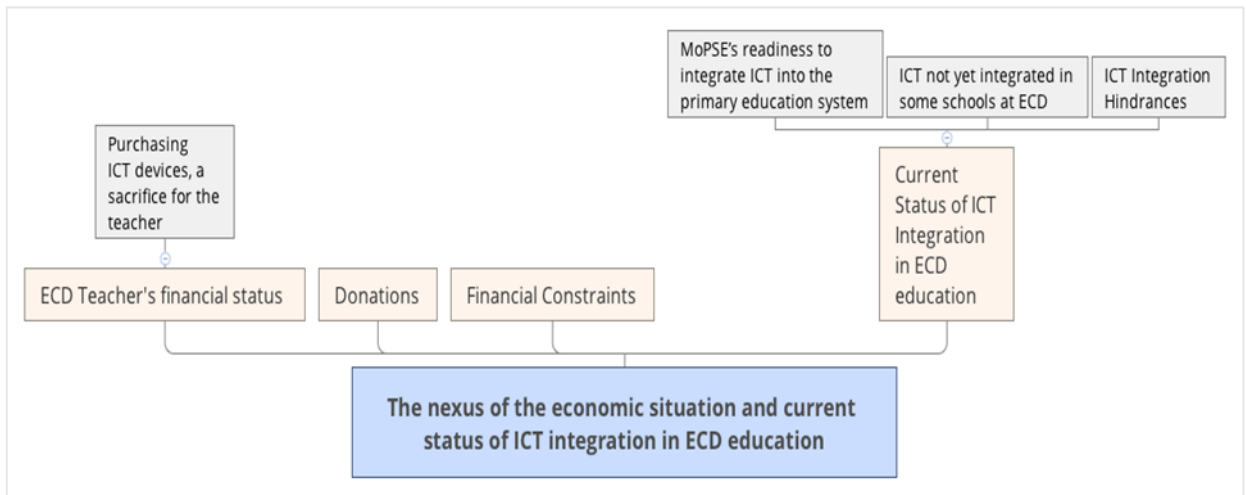 MoPSE's readiness to
integrate ICT into the
primary education system
ICT not yet integrated in
some schools at ECD
ICT Integration
Hindrances
Purchasing
ICT devices, a
sacrifice for the
teacher
Current
Status of ICT
Integration
in ECD
education
ECD Teacher's financial status
Donations
Financial Constraints
The nexus of the economic situation and current
status of ICT integration in ECD education